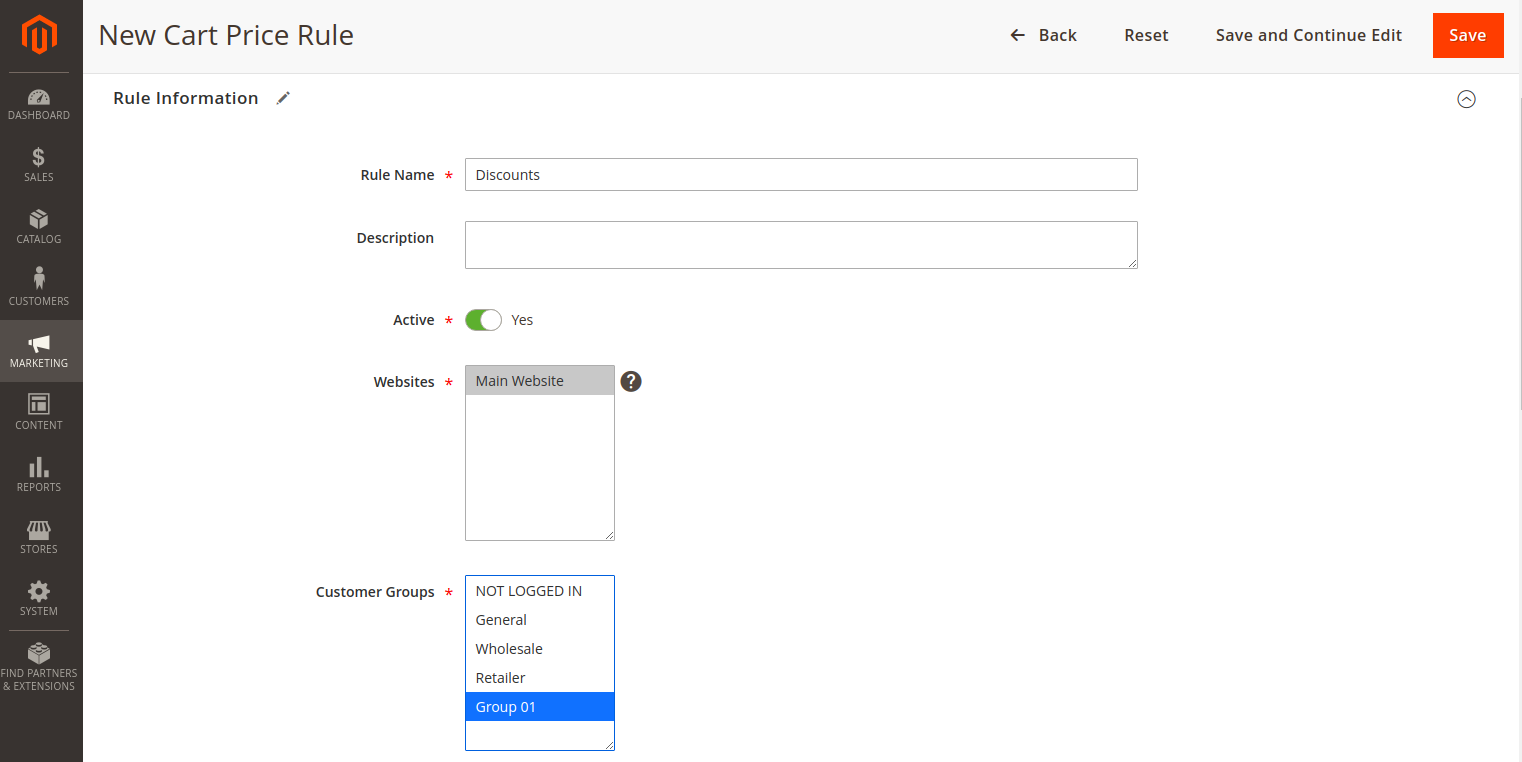 New Cart Price Rule
Back
Reset
Save and Continue Edit
Save
DASHBOARD
SALES
CATALOG
CUSTOMERS
MARKETING
CONTENT
REPORTS
STORES
SYSTEM
FIND PARTNERS
& EXTENSIONS
Rule Information
Rule Name *
Discounts
Description
Active *
Yes
Websites *
Main Website
?
Customer Groups *
NOT LOGGED IN
General
Wholesale
Retailer
Group 01